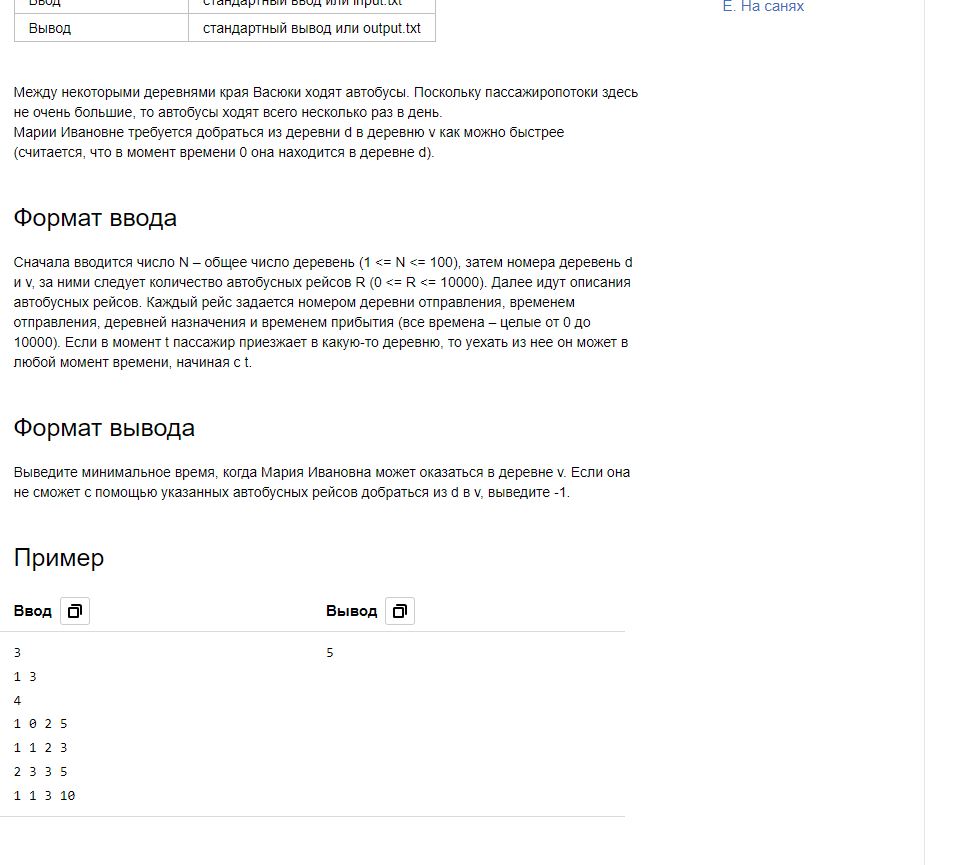 Ввод стандартный ввод или input.txt
Вывод стандартный вывод или output.txt
E. На санях
Между некоторыми деревнями края Васюки ходят автобусы. Поскольку пассажиропотоки здесь
не очень большие, то автобусы ходят всего несколько раз в день.
Марии Ивановне требуется добраться из деревни d в деревню v как можно быстрее
(считается, что в момент времени 0 она находится в деревне d).
Формат ввода
Сначала вводится число N – общее число деревень (1 <= N <= 100), затем номера деревень d
и v, за ними следует количество автобусных рейсов R (0 <= R <= 10000). Далее идут описания
автобусных рейсов. Каждый рейс задается номером деревни отправления, временем
отправления, деревней назначения и временем прибытия (все времена – целые от 0 до
10000). Если в момент t пассажир приезжает в какую-то деревню, то уехать из нее он может в
любой момент времени, начиная с t.
Формат вывода
Выведите минимальное время, когда Мария Ивановна может оказаться в деревне v. Если она
не сможет с помощью указанных автобусных рейсов добраться из d в v, выведите -1.
Пример
Ввод Вывод
3 5
1 3
4
1 0 2 5
1 1 2 3
2 3 3 5
1 1 3 10